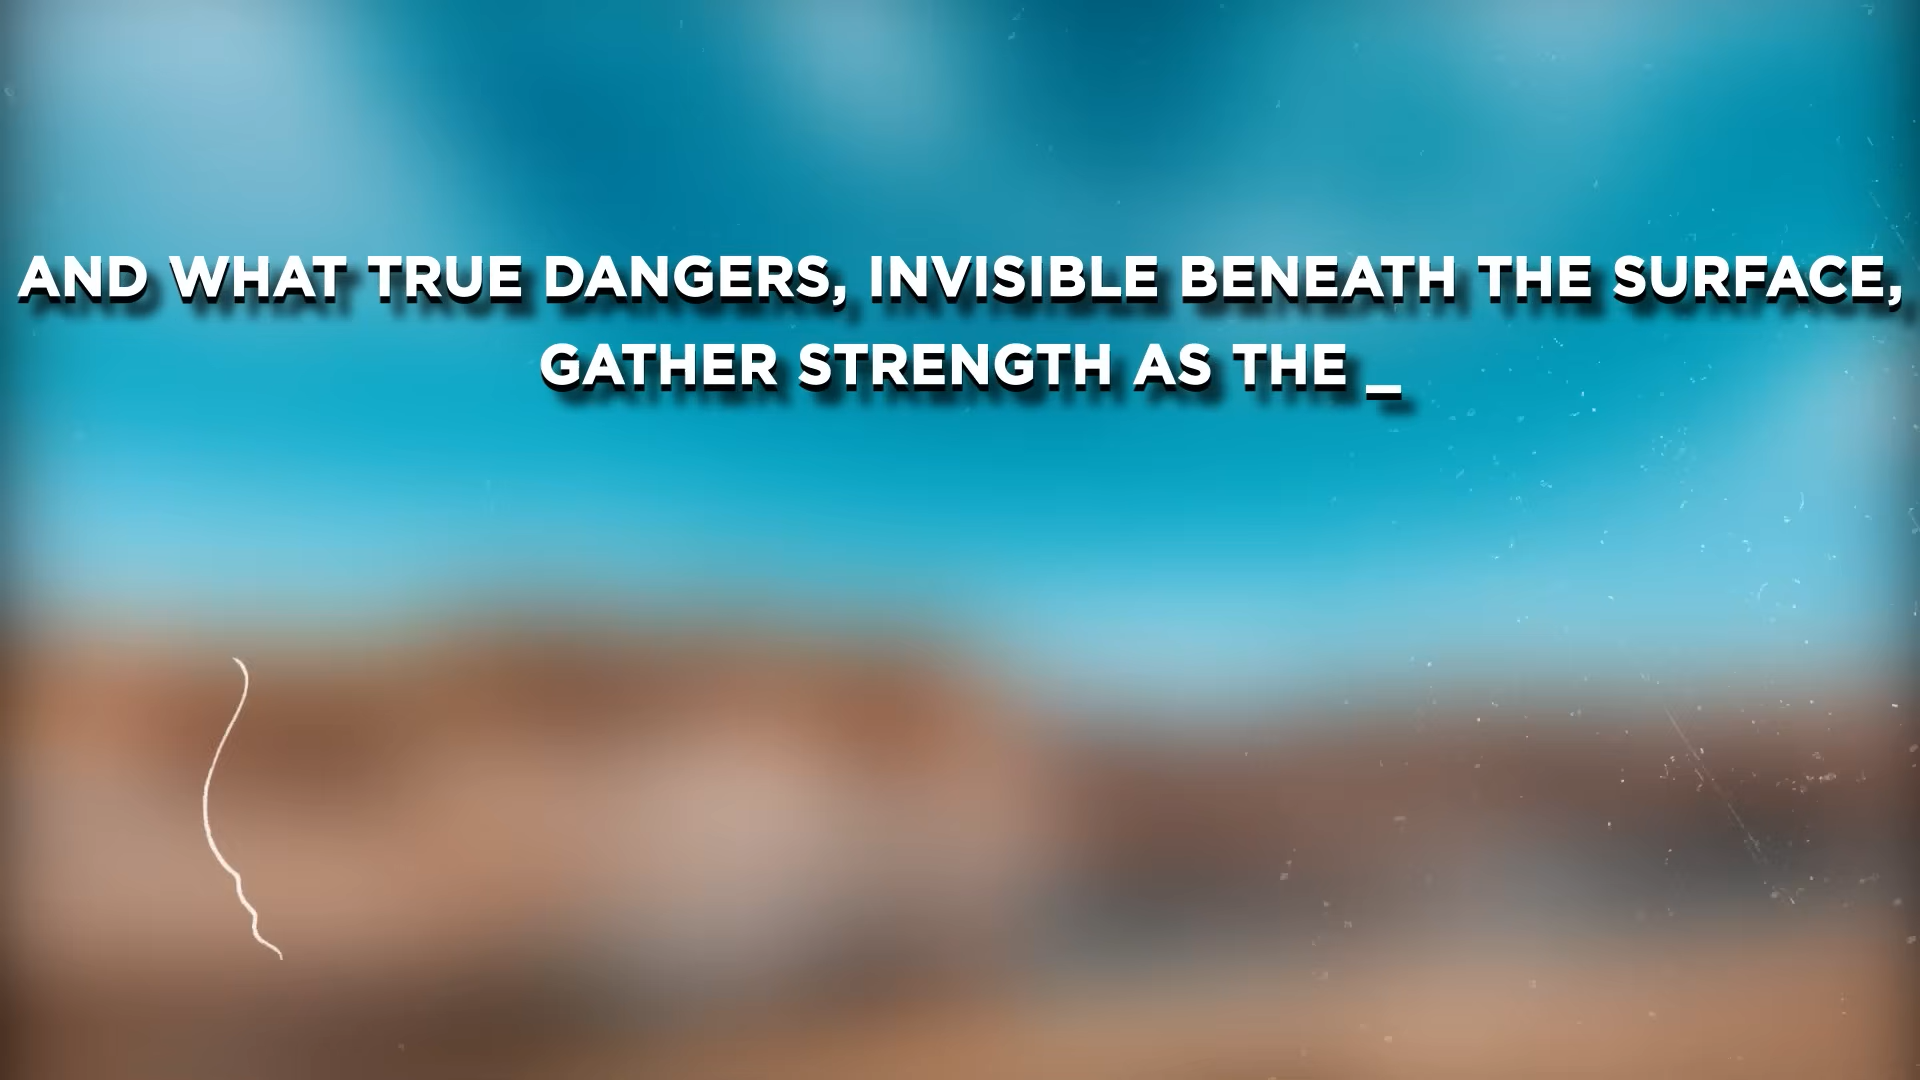 AND WHAT TRUE DANGERS, INVISIBLE BENEATH THE SURFACE,
GATHER STRENGTH AS THE _